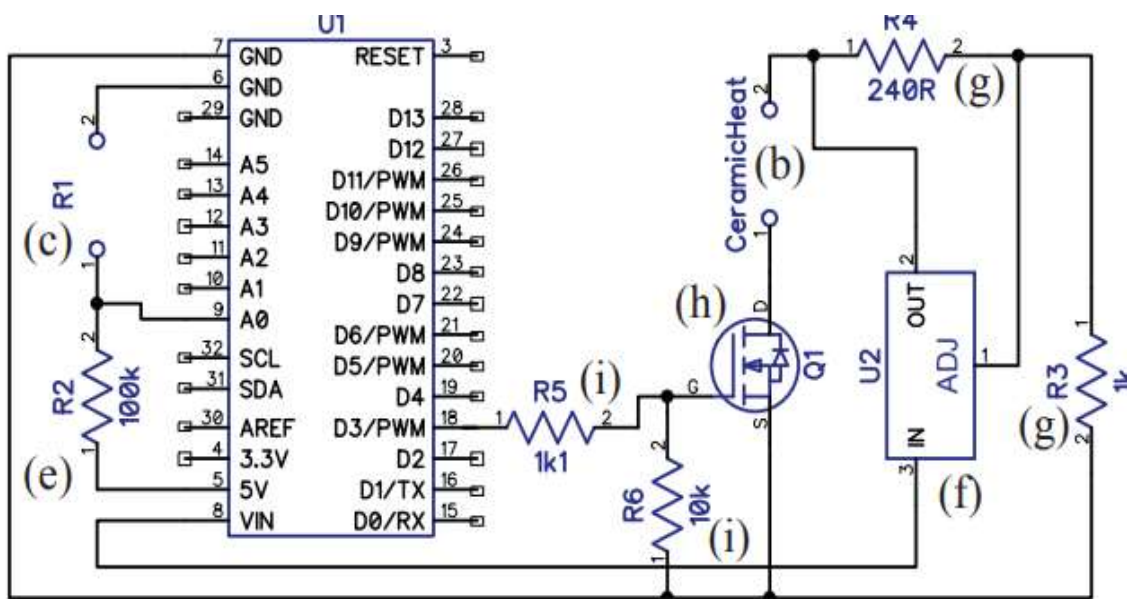 U1
7 GND
6 GND
29 GND
14 A5
13 A4
12 A3
11 A2
10 A1
9 A0
32 SCL
31 SDA
30 AREF
4 3.3V
5 5V
8 VIN
RESET 3
D13 28
D12 27
D11/PWM 26
D10/PWM 25
D9/PWM 24
D8 23
D7 22
D6/PWM 21
D5/PWM 20
D4 19
D3/PWM 18
D2 17
D1/TX 16
D0/RX 15
2
R1
(c)
1
2
R2
100k
1
(e)
R5
(i)
1
2
1k1
2
R6
10k
1
(i)
(h)
G
D
S
Q1
CeramicHeat
2
(b)
1
R4
1
2
240R
(g)
2
OUT
U2
ADJ
1
IN
3
(f)
1
R3
1k
(g)
2